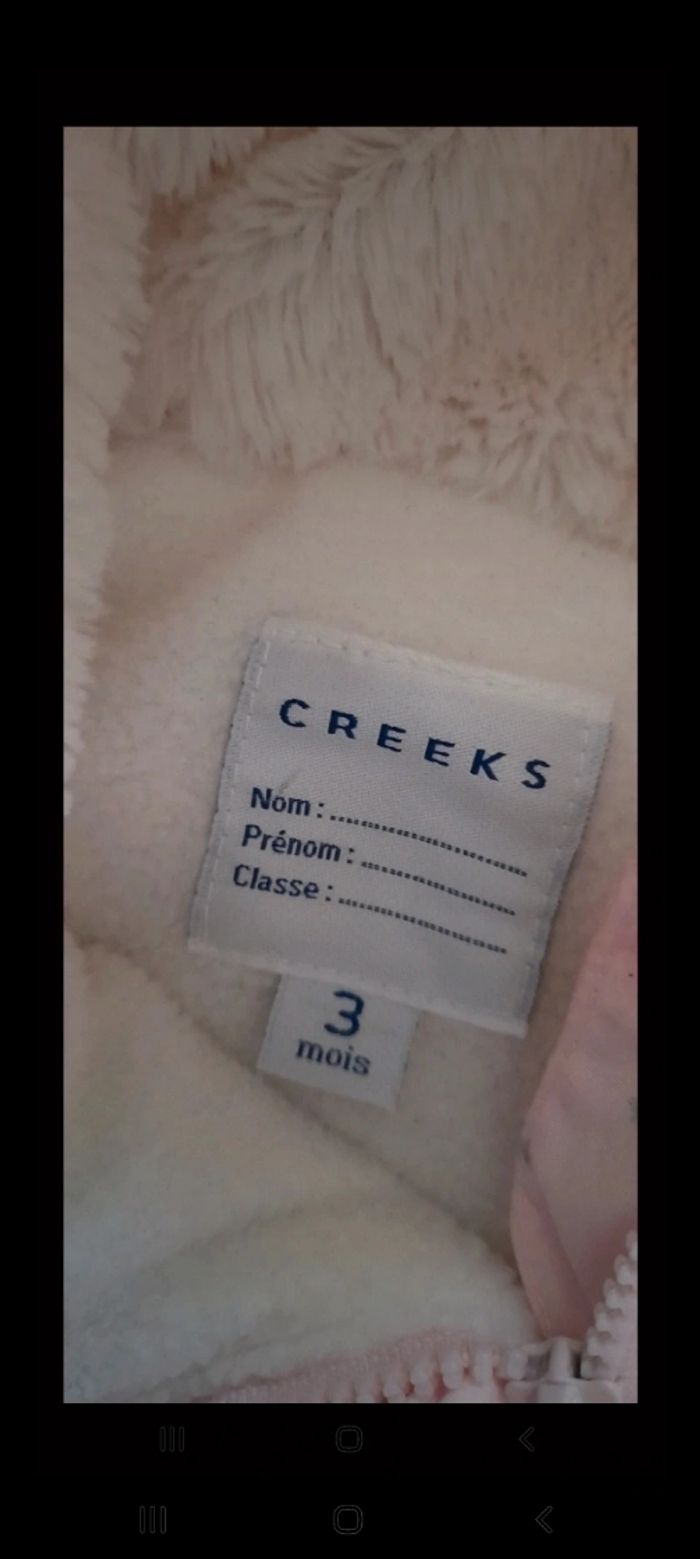 CREEKS
Nom :........................
Prénom :........................
Classe :........................
3
mois